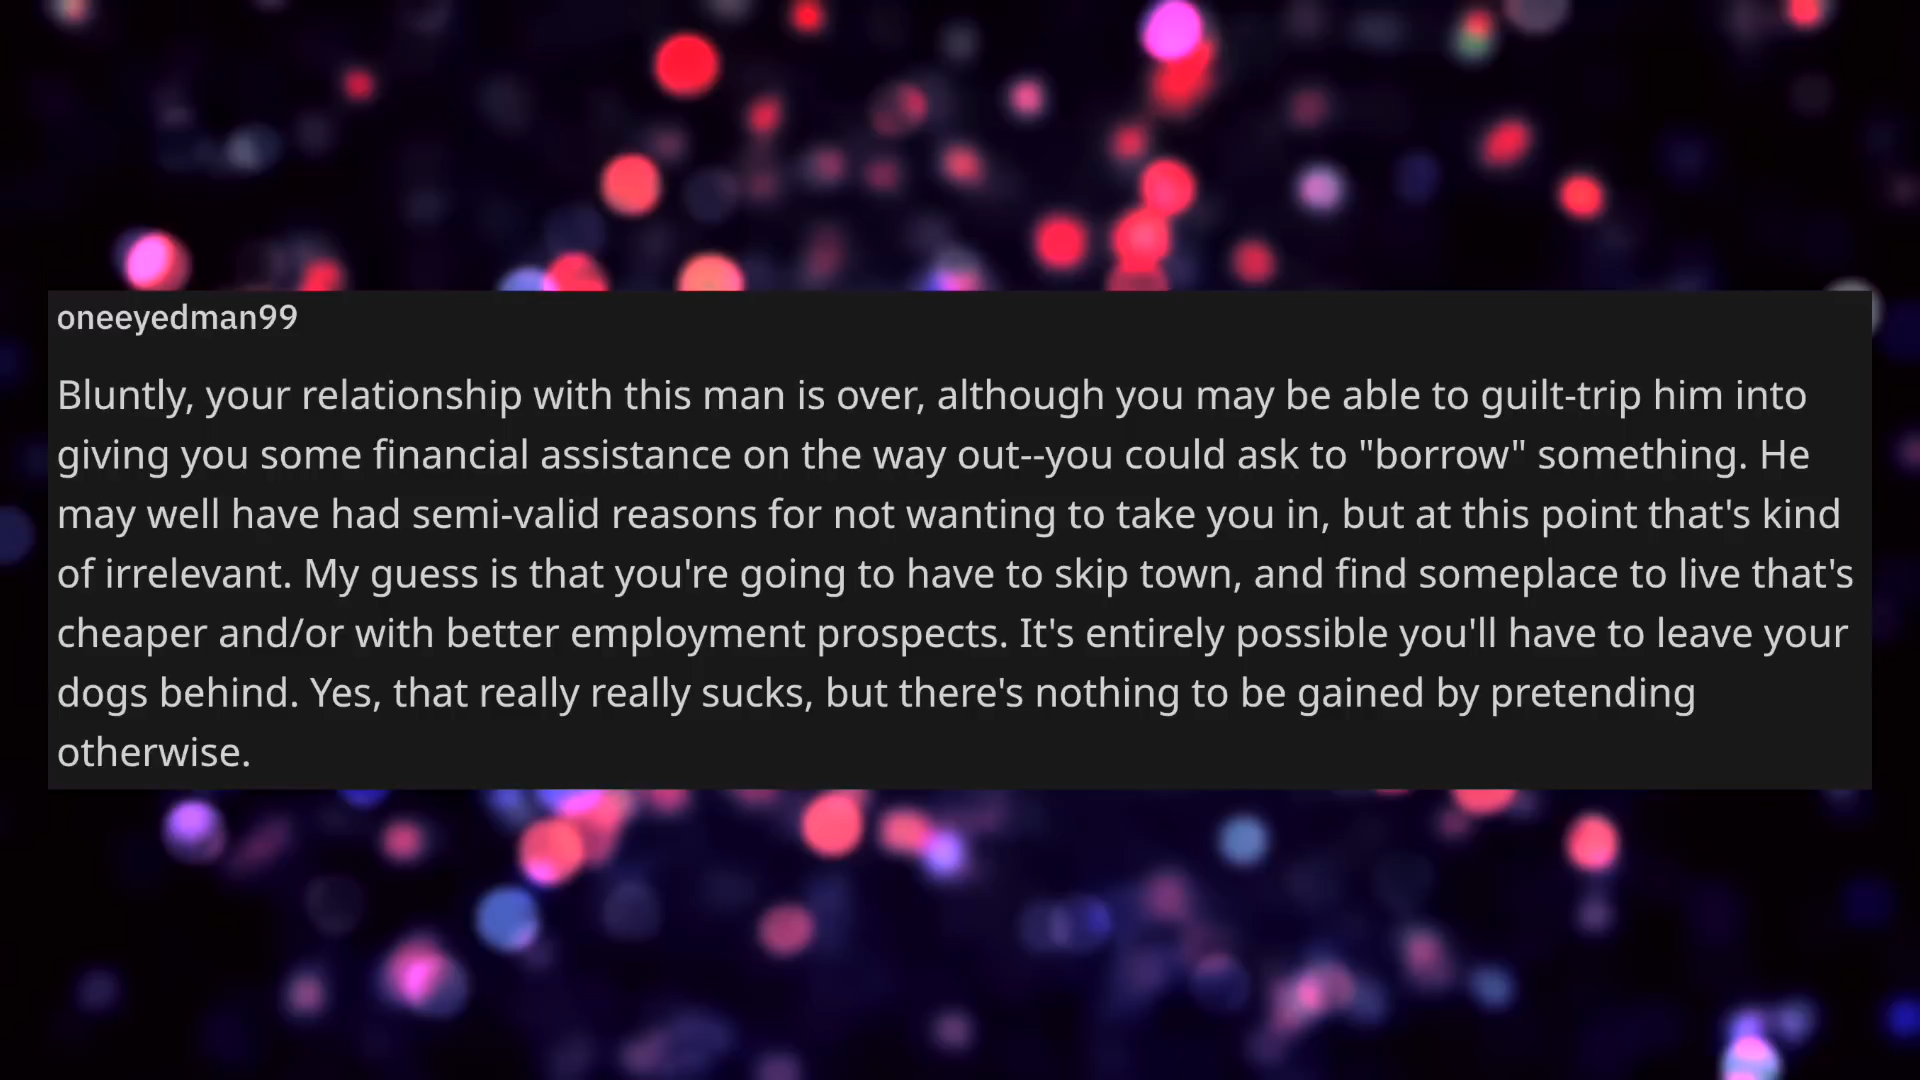 oneeyedman99
Bluntly, your relationship with this man is over, although you may be able to guilt-trip him into
giving you some financial assistance on the way out--you could ask to "borrow" something. He
may well have had semi-valid reasons for not wanting to take you in, but at this point that's kind
of irrelevant. My guess is that you're going to have to skip town, and find someplace to live that's
cheaper and/or with better employment prospects. It's entirely possible you'll have to leave your
dogs behind. Yes, that really really sucks, but there's nothing to be gained by pretending
otherwise.